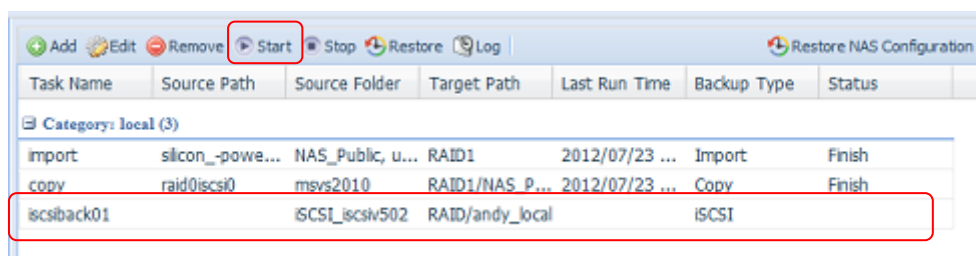 Add Edit Remove Start Stop Restore Log Restore NAS Configuration
Task Name Source Path Source Folder Target Path Last Run Time Backup Type Status
Category: local (3)
import silicon_-powe... NAS_Public, u... RAID1 2012/07/23 ... Import Finish
copy raid0iscsi0 msvs2010 RAID1/NAS_P... 2012/07/23 ... Copy Finish
iscsiback01 iSCSI_iscsiv502 RAID/andy_local iSCSI